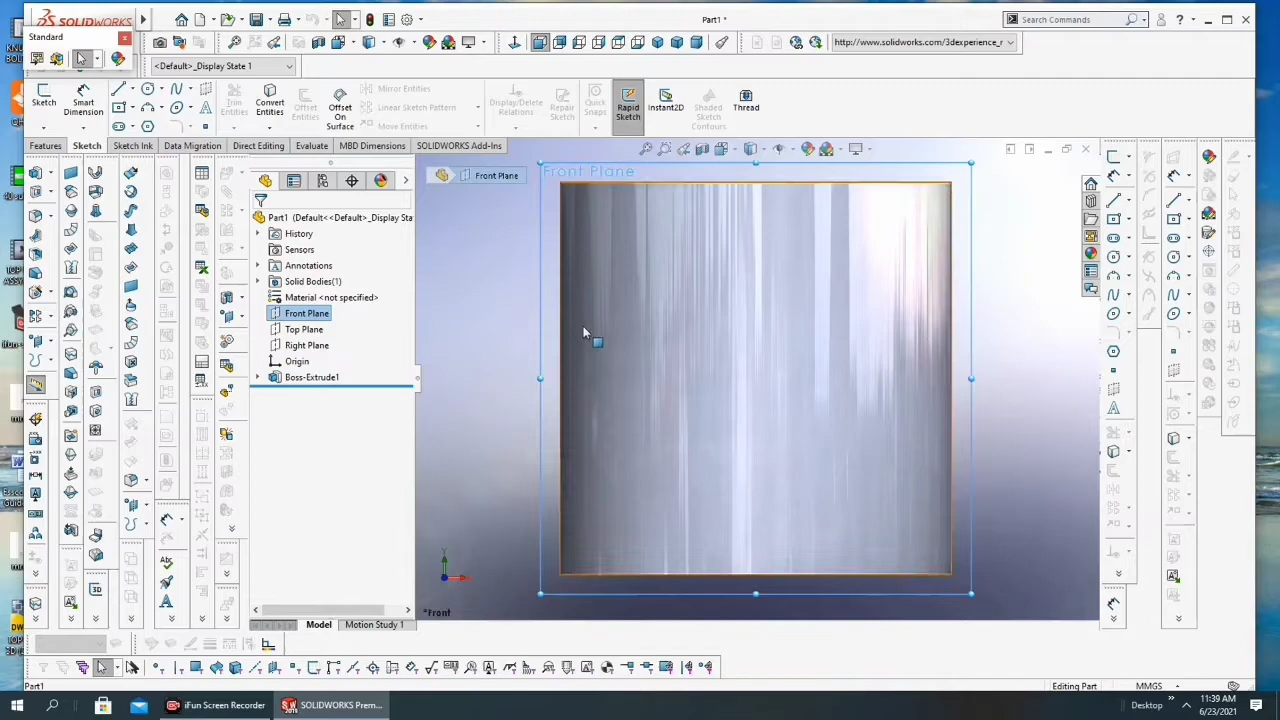 SOLIDWORKS
Part1 *
Search Commands
Standard
http://www.solidworks.com/3dexperience_r
<Default>_Display State 1
Sketch
Smart Dimension
Trim Entities
Convert Entities
Offset Entities
Offset On Surface
Mirror Entities
Linear Sketch Pattern
Move Entities
Display/Delete Relations
Repair Sketch
Quick Snaps
Rapid Sketch
Instant2D
Shaded Sketch Contours
Thread
Features
Sketch
Sketch Ink
Data Migration
Direct Editing
Evaluate
MBD Dimensions
SOLIDWORKS Add-Ins
Front Plane
Front Plane
Part1 (Default<<Default>_Display Sta
History
Sensors
Annotations
Solid Bodies(1)
Material <not specified>
Front Plane
Top Plane
Right Plane
Origin
Boss-Extrude1
*Front
Model
Motion Study 1
Part1
Editing Part
MMGS
iFun Screen Recorder
SOLIDWORKS Prem...
Desktop
11:39 AM
6/23/2021